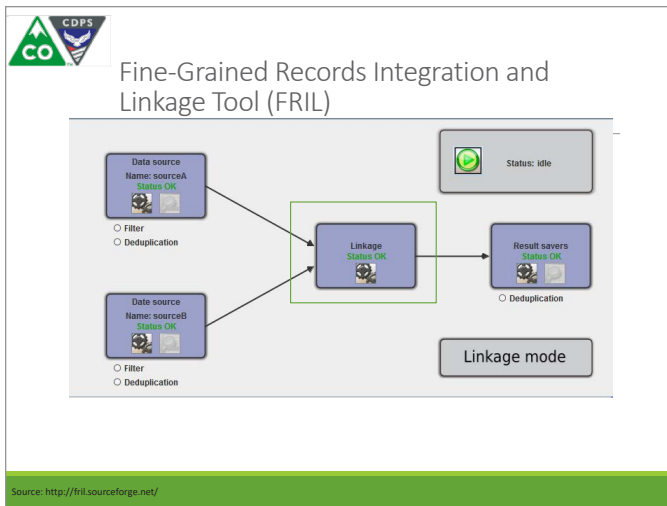 CDPS
CO
Fine-Grained Records Integration and
Linkage Tool (FRIL)
Data source
Name: sourceA
Status OK
Filter
Deduplication
Status: idle
Linkage
Status OK
Result savers
Status OK
Deduplication
Date source
Name: sourceB
Status OK
Filter
Deduplication
Linkage mode
Source: http://fril.sourceforge.net/